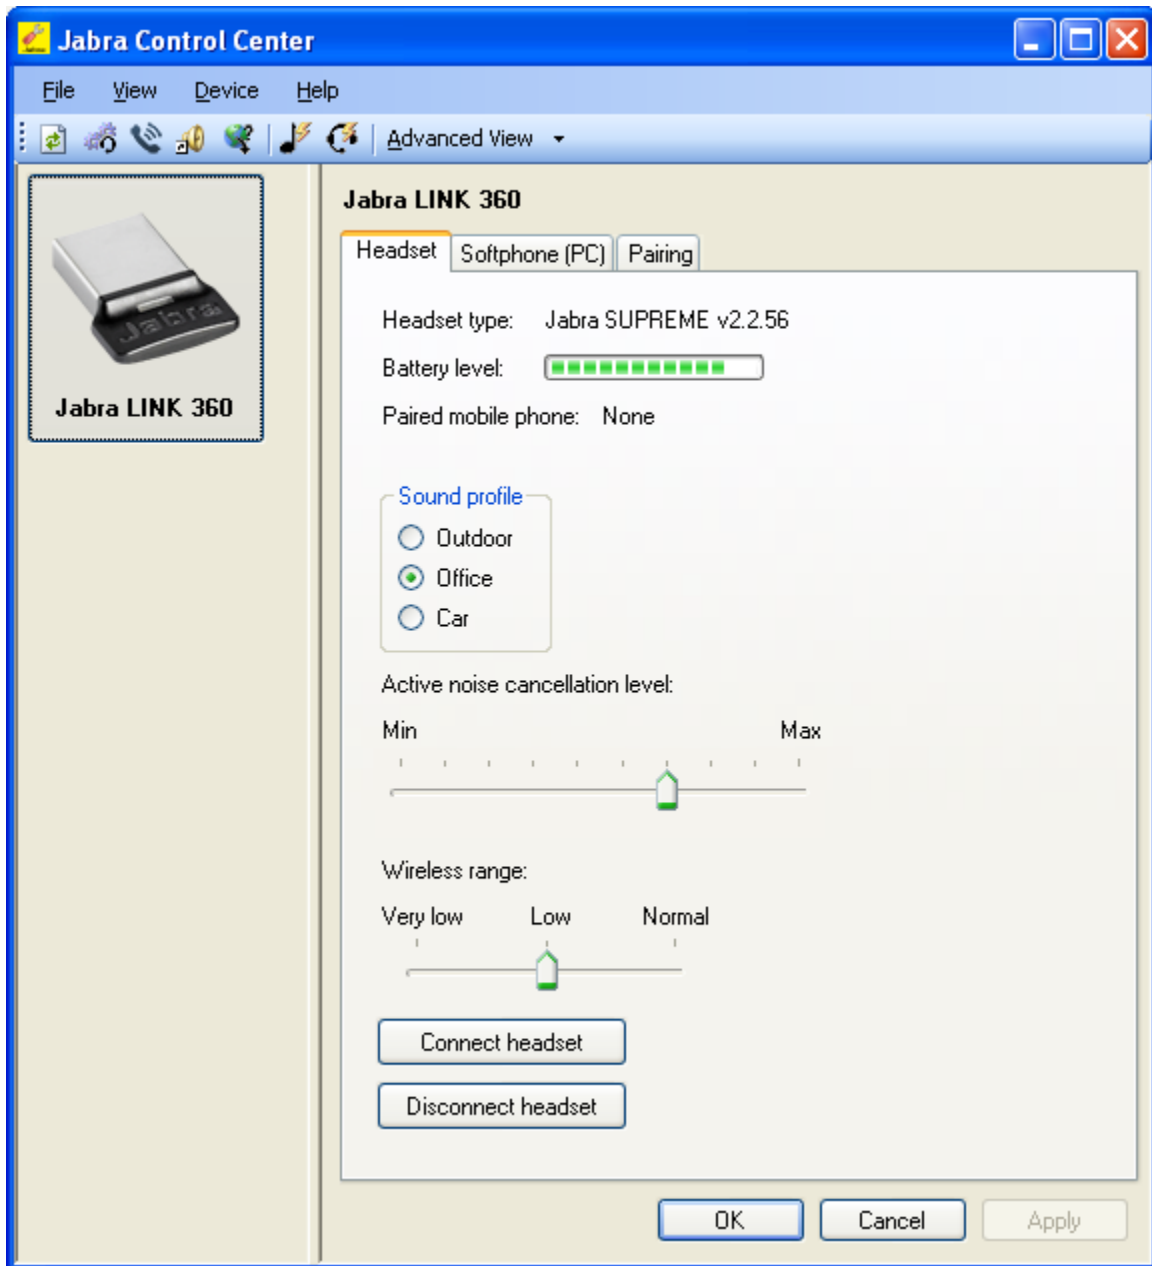 Jabra Control Center
File View Device Help
Advanced View
Jabra
Jabra LINK 360
Jabra LINK 360
Headset Softphone (PC) Pairing
Headset type: Jabra SUPREME v2.2.56
Battery level:
Paired mobile phone: None
Sound profile
Outdoor
Office
Car
Active noise cancellation level:
Min Max
Wireless range:
Very low Low Normal
Connect headset
Disconnect headset
OK Cancel Apply